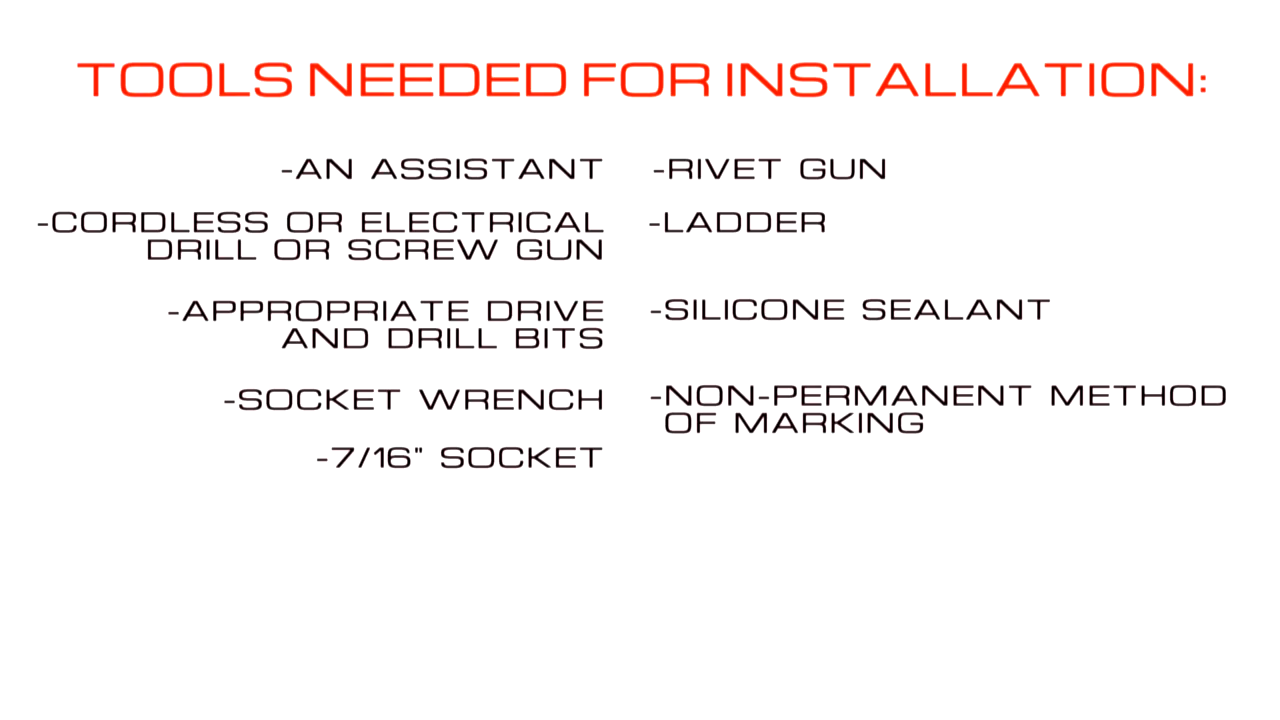 TOOLS NEEDED FOR INSTALLATION:
-AN ASSISTANT
-CORDLESS OR ELECTRICAL
DRILL OR SCREW GUN
-APPROPRIATE DRIVE
AND DRILL BITS
-SOCKET WRENCH
-7/16" SOCKET
-RIVET GUN
-LADDER
-SILICONE SEALANT
-NON-PERMANENT METHOD
OF MARKING